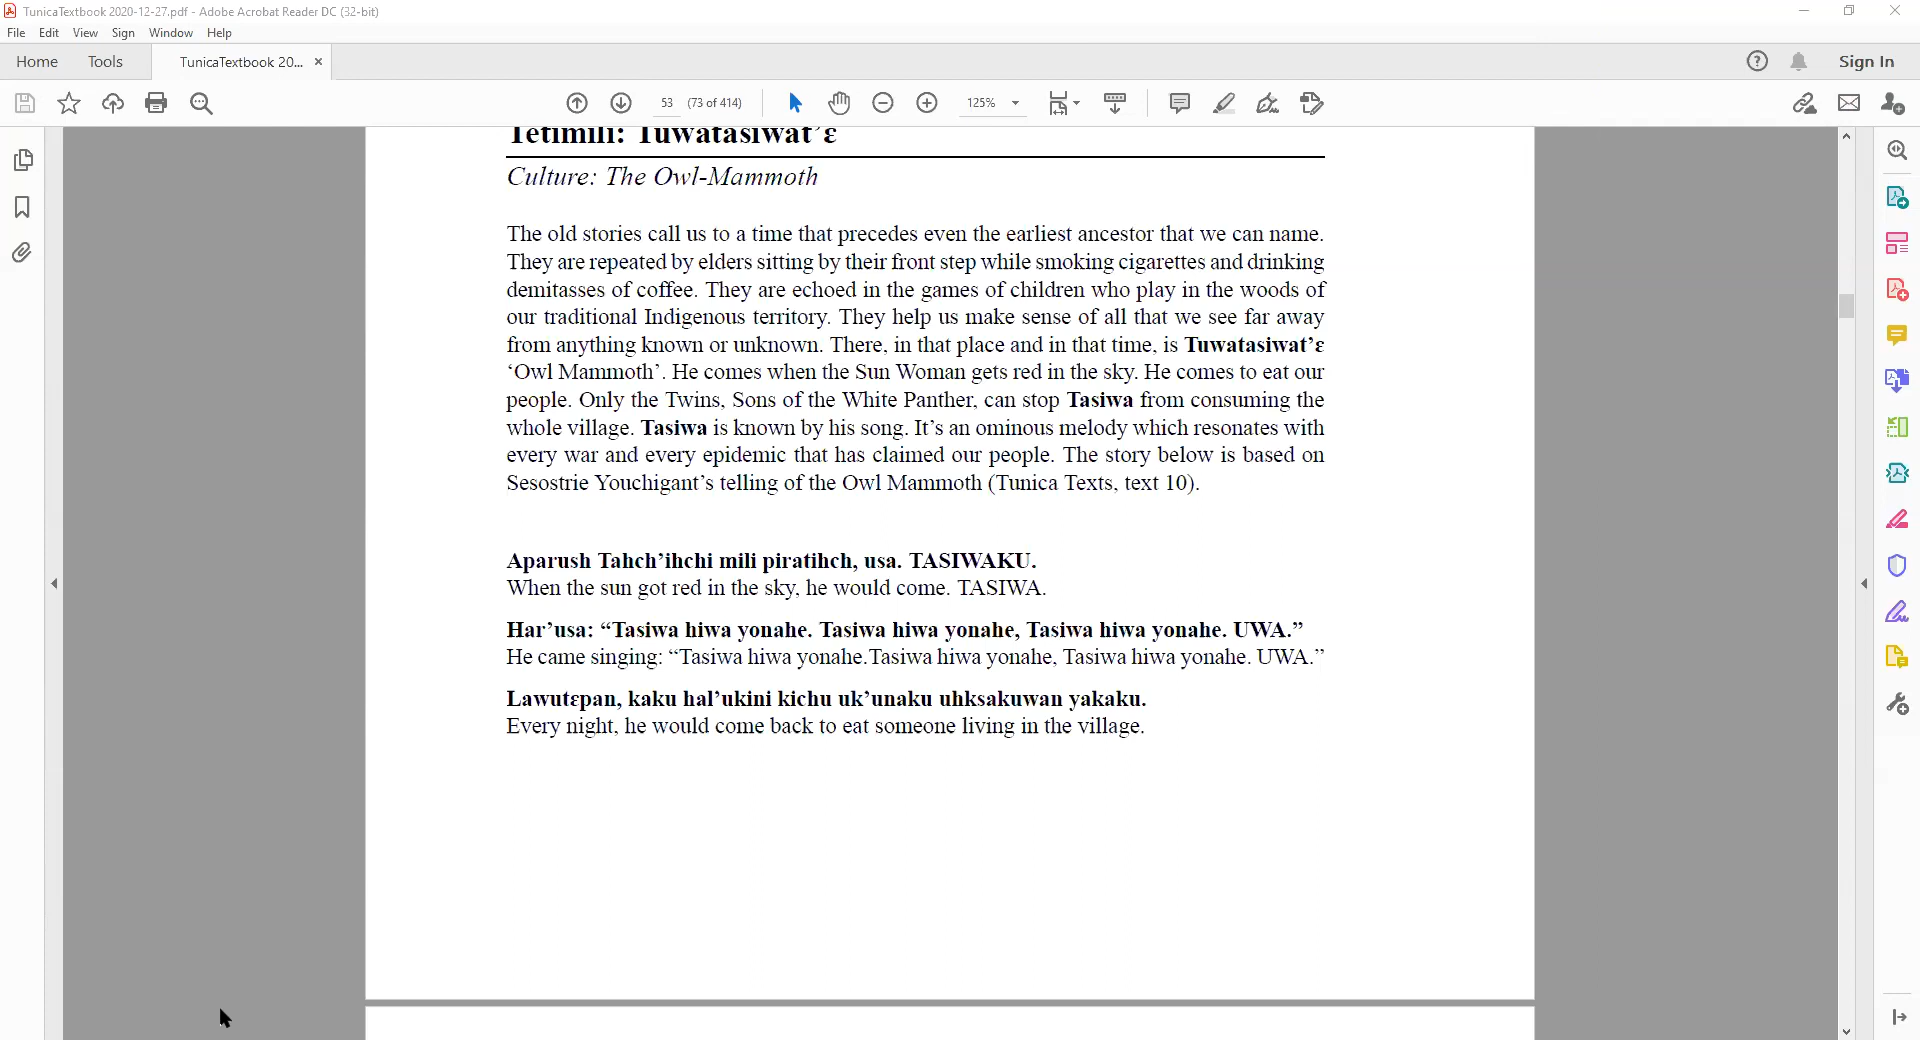 TunicaTextbook 2020-12-27.pdf - Adobe Acrobat Reader DC (32-bit)
File Edit View Sign Window Help
Home Tools TunicaTextbook 20... × Sign In
53 (73 of 414) 125%
Tetimili: Tuwatasiwat’ɛ
Culture: The Owl-Mammoth
The old stories call us to a time that precedes even the earliest ancestor that we can name.
They are repeated by elders sitting by their front step while smoking cigarettes and drinking
demitasses of coffee. They are echoed in the games of children who play in the woods of
our traditional Indigenous territory. They help us make sense of all that we see far away
from anything known or unknown. There, in that place and in that time, is Tuwatasiwat’ɛ
‘Owl Mammoth’. He comes when the Sun Woman gets red in the sky. He comes to eat our
people. Only the Twins, Sons of the White Panther, can stop Tasiwa from consuming the
whole village. Tasiwa is known by his song. It’s an ominous melody which resonates with
every war and every epidemic that has claimed our people. The story below is based on
Sesostrie Youchigant’s telling of the Owl Mammoth (Tunica Texts, text 10).
Aparush Tahch’ihchi mili piratihch, usa. TASIWAKU.
When the sun got red in the sky, he would come. TASIWA.
Har’usa: “Tasiwa hiwa yonahe. Tasiwa hiwa yonahe, Tasiwa hiwa yonahe. UWA.”
He came singing: “Tasiwa hiwa yonahe.Tasiwa hiwa yonahe, Tasiwa hiwa yonahe. UWA.”
Lawutɛpan, kaku hal’ukini kichu uk’unaku uhksakuwan yakaku.
Every night, he would come back to eat someone living in the village.